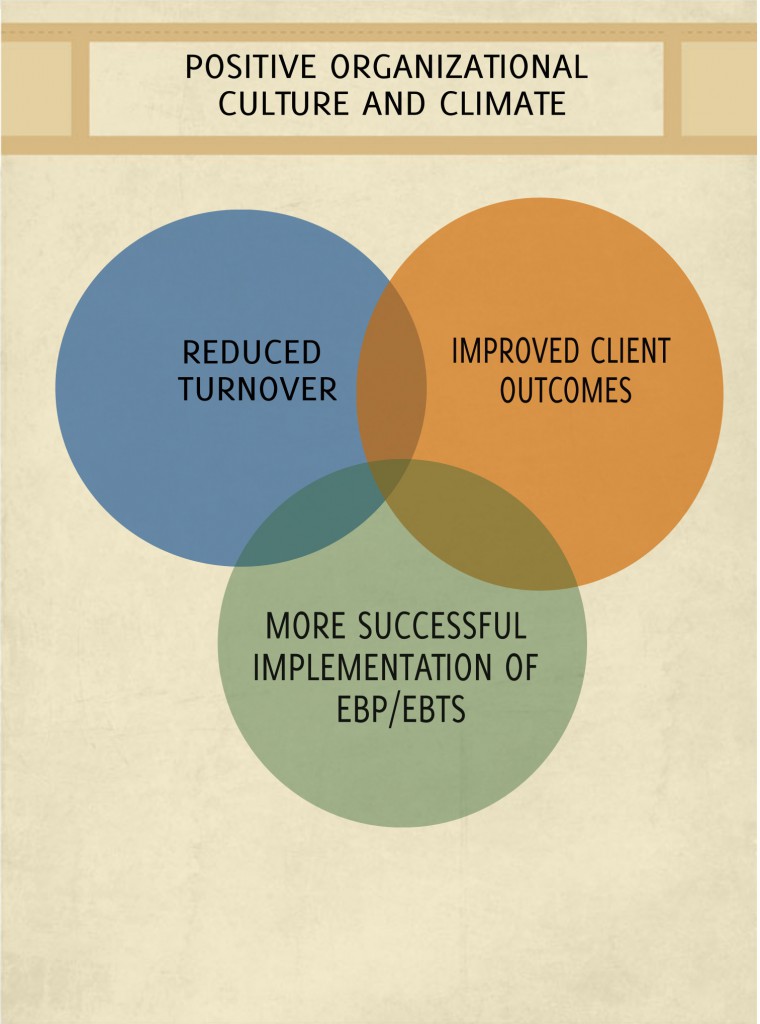 POSITIVE ORGANIZATIONAL
CULTURE AND CLIMATE
REDUCED
TURNOVER
IMPROVED CLIENT
OUTCOMES
MORE SUCCESSFUL
IMPLEMENTATION OF
EBP/EBTS